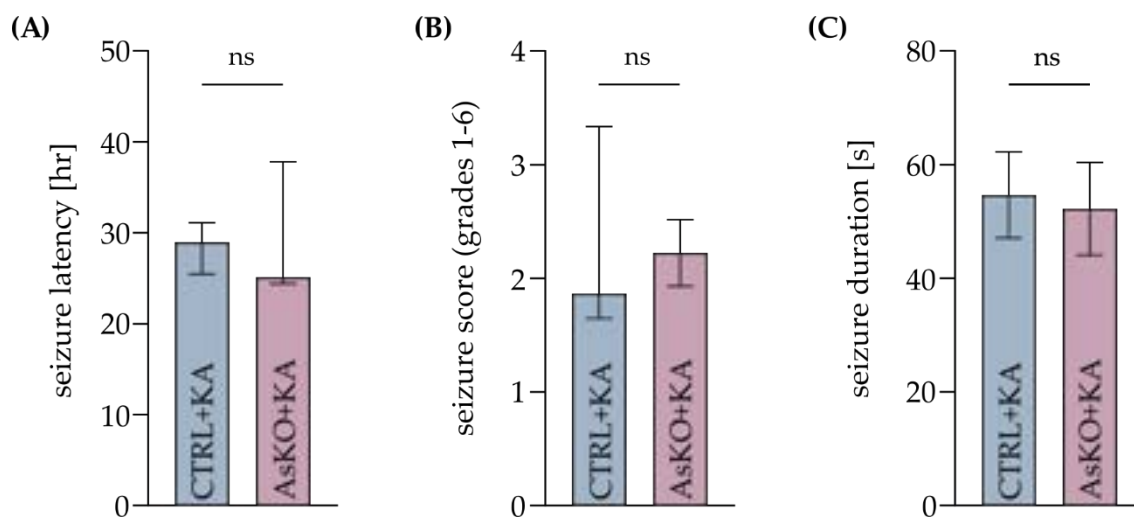 (A)
seizure latency [hr]
50
40
30
20
10
0
ns
CTRL+KA
AsKO+KA
(B)
seizure score (grades 1-6)
4
3
2
1
0
ns
CTRL+KA
AsKO+KA
(C)
seizure duration [s]
80
60
40
20
0
ns
CTRL+KA
AsKO+KA